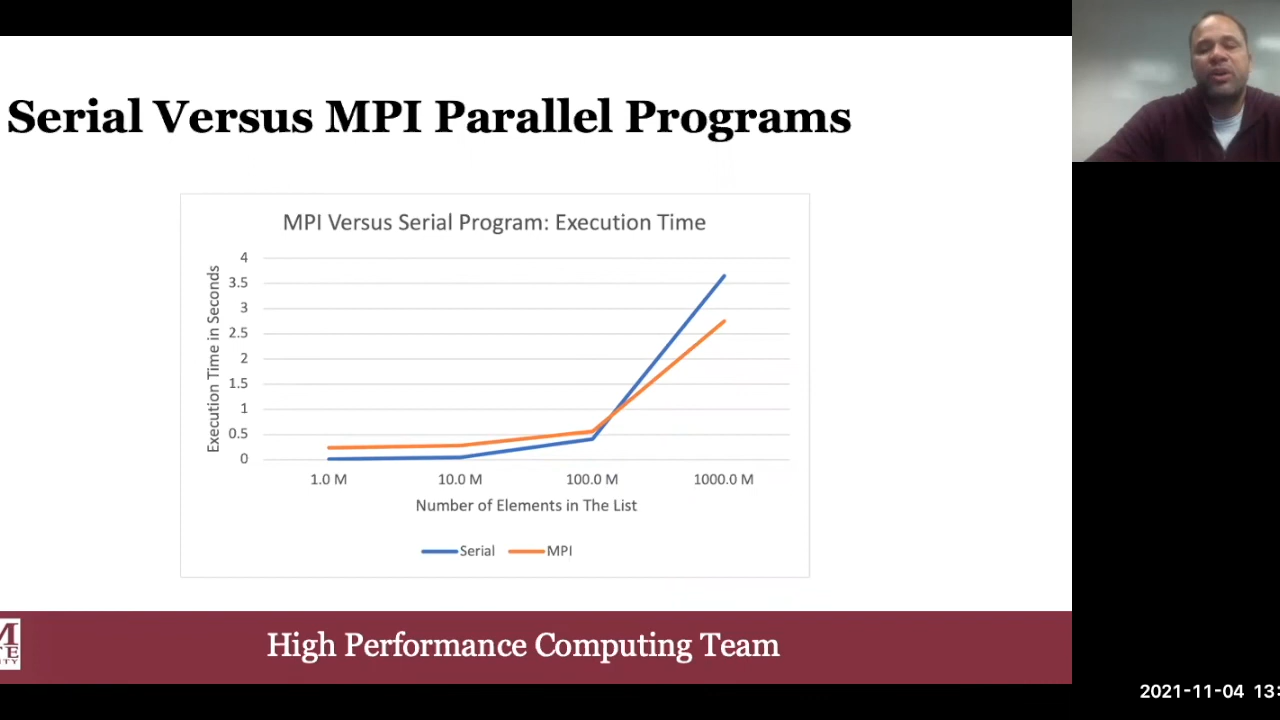 Serial Versus MPI Parallel Programs
MPI Versus Serial Program: Execution Time
Execution Time in Seconds
4
3.5
3
2.5
2
1.5
1
0.5
0
1.0 M
10.0 M
100.0 M
1000.0 M
Number of Elements in The List
Serial
MPI
High Performance Computing Team
2021-11-04 13: